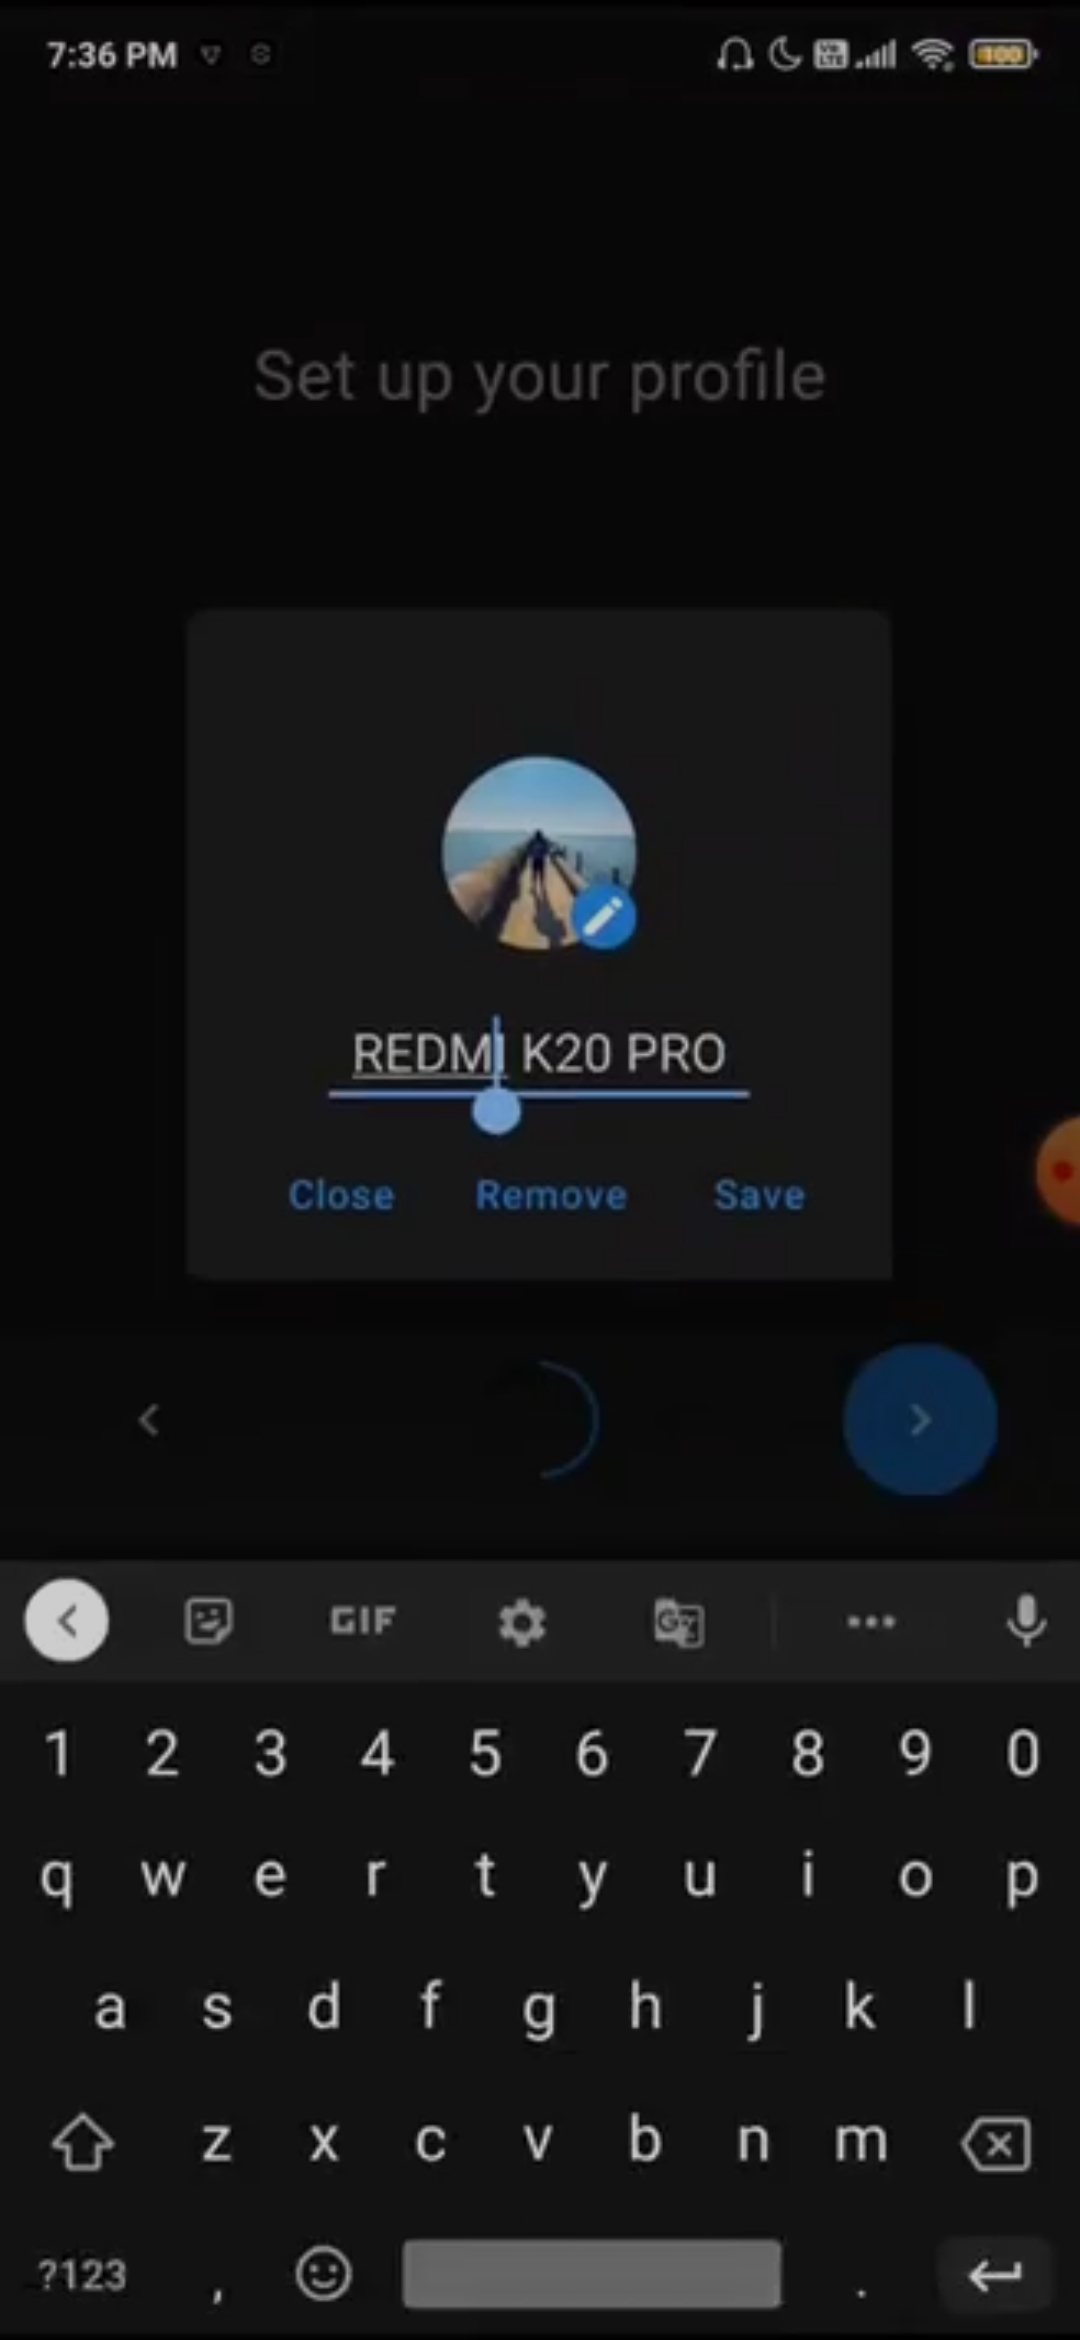 7:36 PM
100
Set up your profile
REDMI K20 PRO
Close Remove Save
GIF
1 2 3 4 5 6 7 8 9 0
q w e r t y u i o p
a s d f g h j k l
z x c v b n m
?123 , .